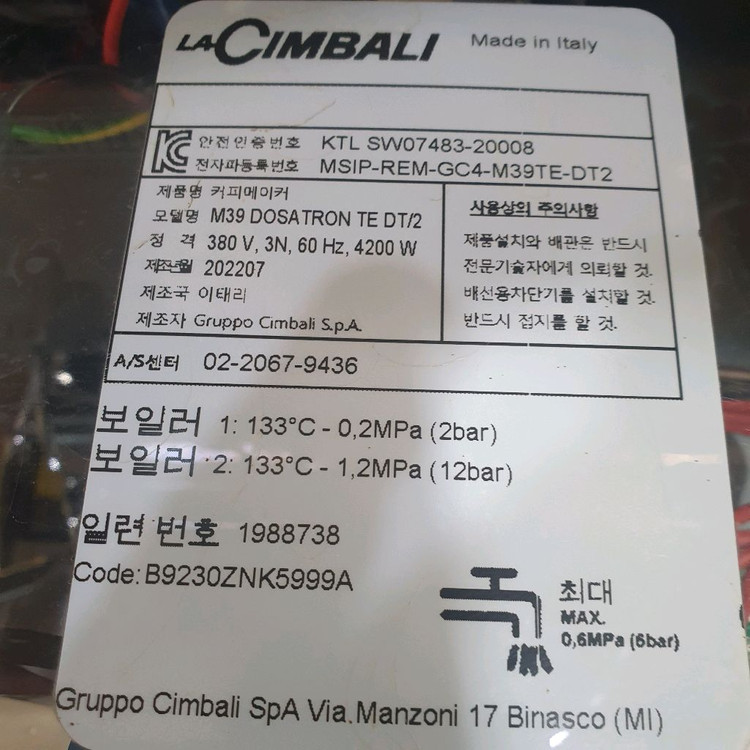 LA CIMBALI Made in Italy
안전인증번호 KTL SW07483-20008
전자파등록번호 MSIP-REM-GC4-M39TE-DT2
제품명 커피메이커
모델명 M39 DOSATRON TE DT/2
정 격 380 V, 3N, 60 Hz, 4200 W
제조년월 202207
제조국 이태리
제조자 Gruppo Cimbali S.p.A.
사용상의 주의사항
제품설치와 배관은 반드시
전문기술자에게 의뢰할 것.
배선용차단기를 설치할 것.
반드시 접지를 할 것.
A/S센터 02-2067-9436
보일러 1: 133°C - 0,2MPa (2bar)
보일러 2: 133°C - 1,2MPa (12bar)
일련 번호 1988738
Code: B9230ZNK5999A
최대
MAX.
0,6MPa (6bar)
Gruppo Cimbali SpA Via.Manzoni 17 Binasco (MI)